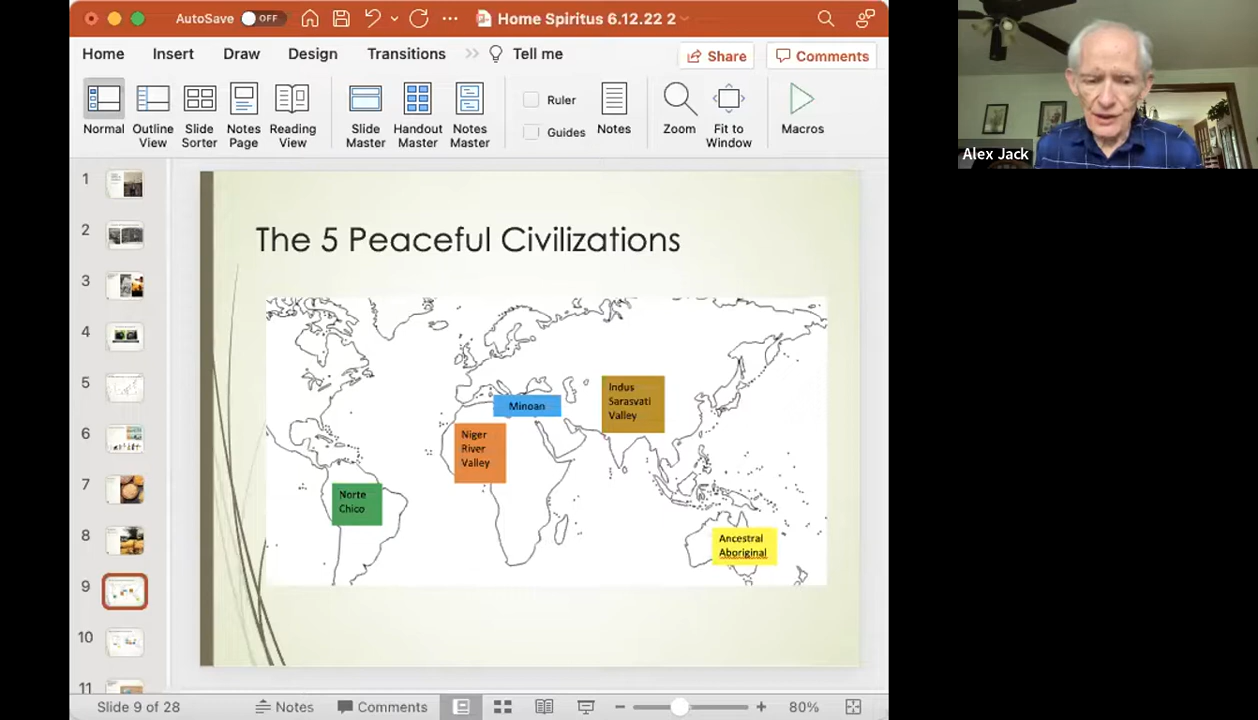 AutoSave OFF
Home Spiritus 6.12.22 2
Home Insert Draw Design Transitions Tell me
Share Comments
Normal
Outline
View
Slide
Sorter
Notes
Page
Reading
View
Slide
Master
Handout
Master
Notes
Master
Ruler
Guides
Notes
Zoom
Fit to
Window
Macros
1
2
3
4
5
6
7
8
9
10
11
The 5 Peaceful Civilizations
Indus
Sarasvati
Valley
Minoan
Niger
River
Valley
Norte
Chico
Ancestral
Aboriginal
Slide 9 of 28
Notes
Comments
80%
Alex Jack